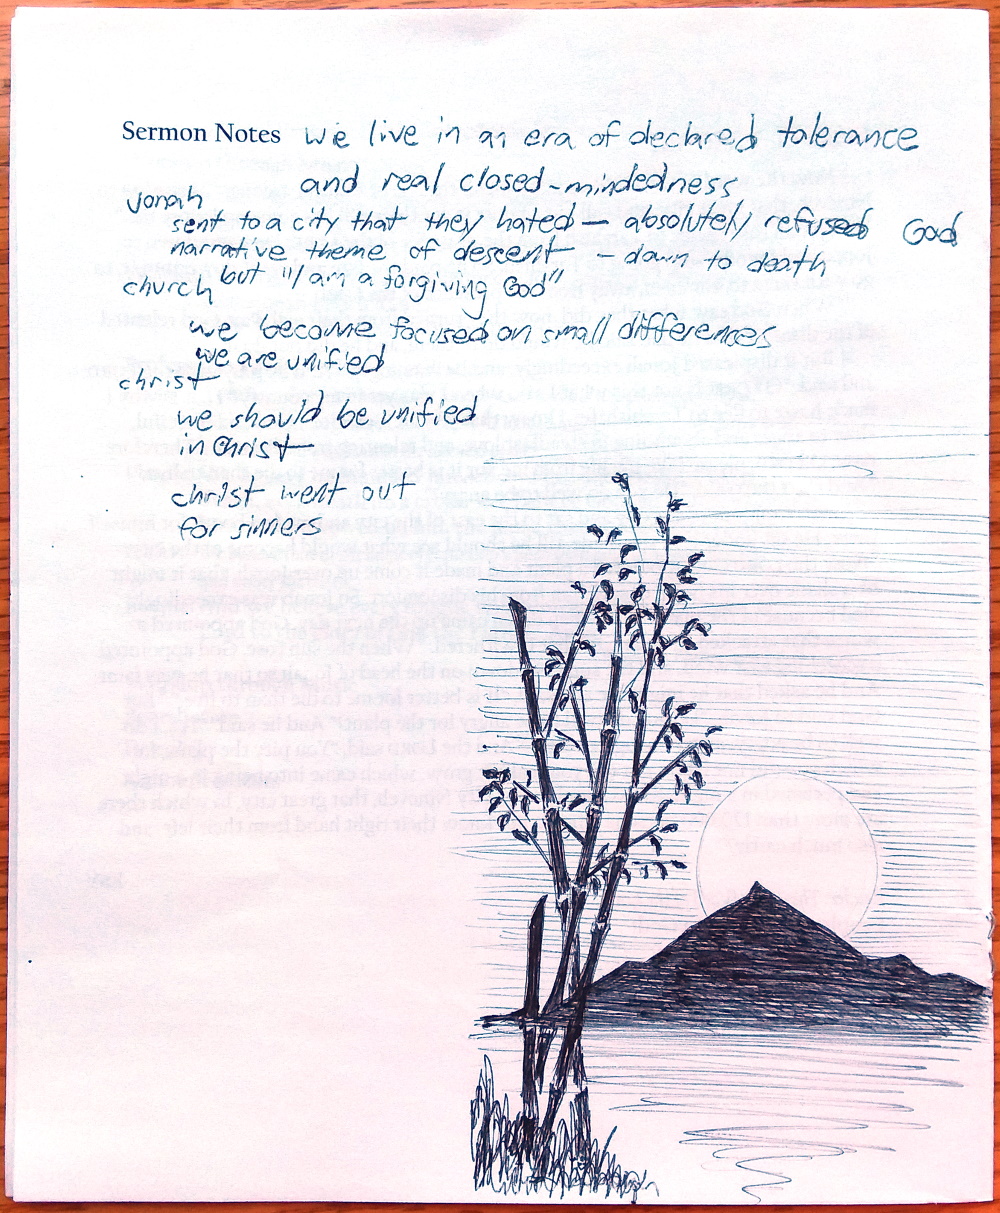 Sermon Notes we live in an era of declared tolerance
and real closed-mindedness
Jonah
sent to a city that they hated — absolutely refused God
narrative theme of descent - down to death
but "I am a forgiving God"
church
we become focused on small differences
we are unified
christ
we should be unified
in Christ
christ went out
for sinners